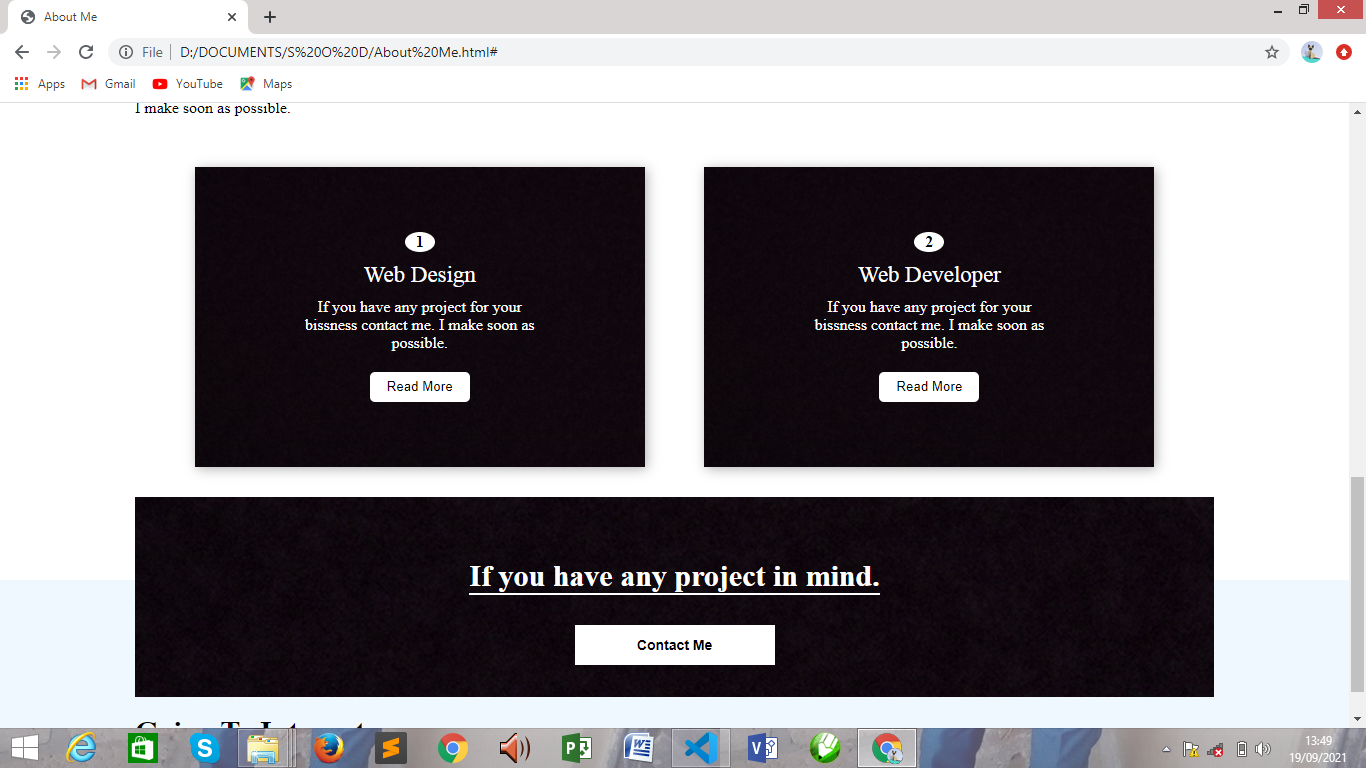 About Me
File
D:/DOCUMENTS/S%20O%20D/About%20Me.html#
Apps
Gmail
YouTube
Maps
I make soon as possible.
1
Web Design
If you have any project for your
bissness contact me. I make soon as
possible.
Read More
2
Web Developer
If you have any project for your
bissness contact me. I make soon as
possible.
Read More
If you have any project in mind.
Contact Me
13:49
19/09/2021